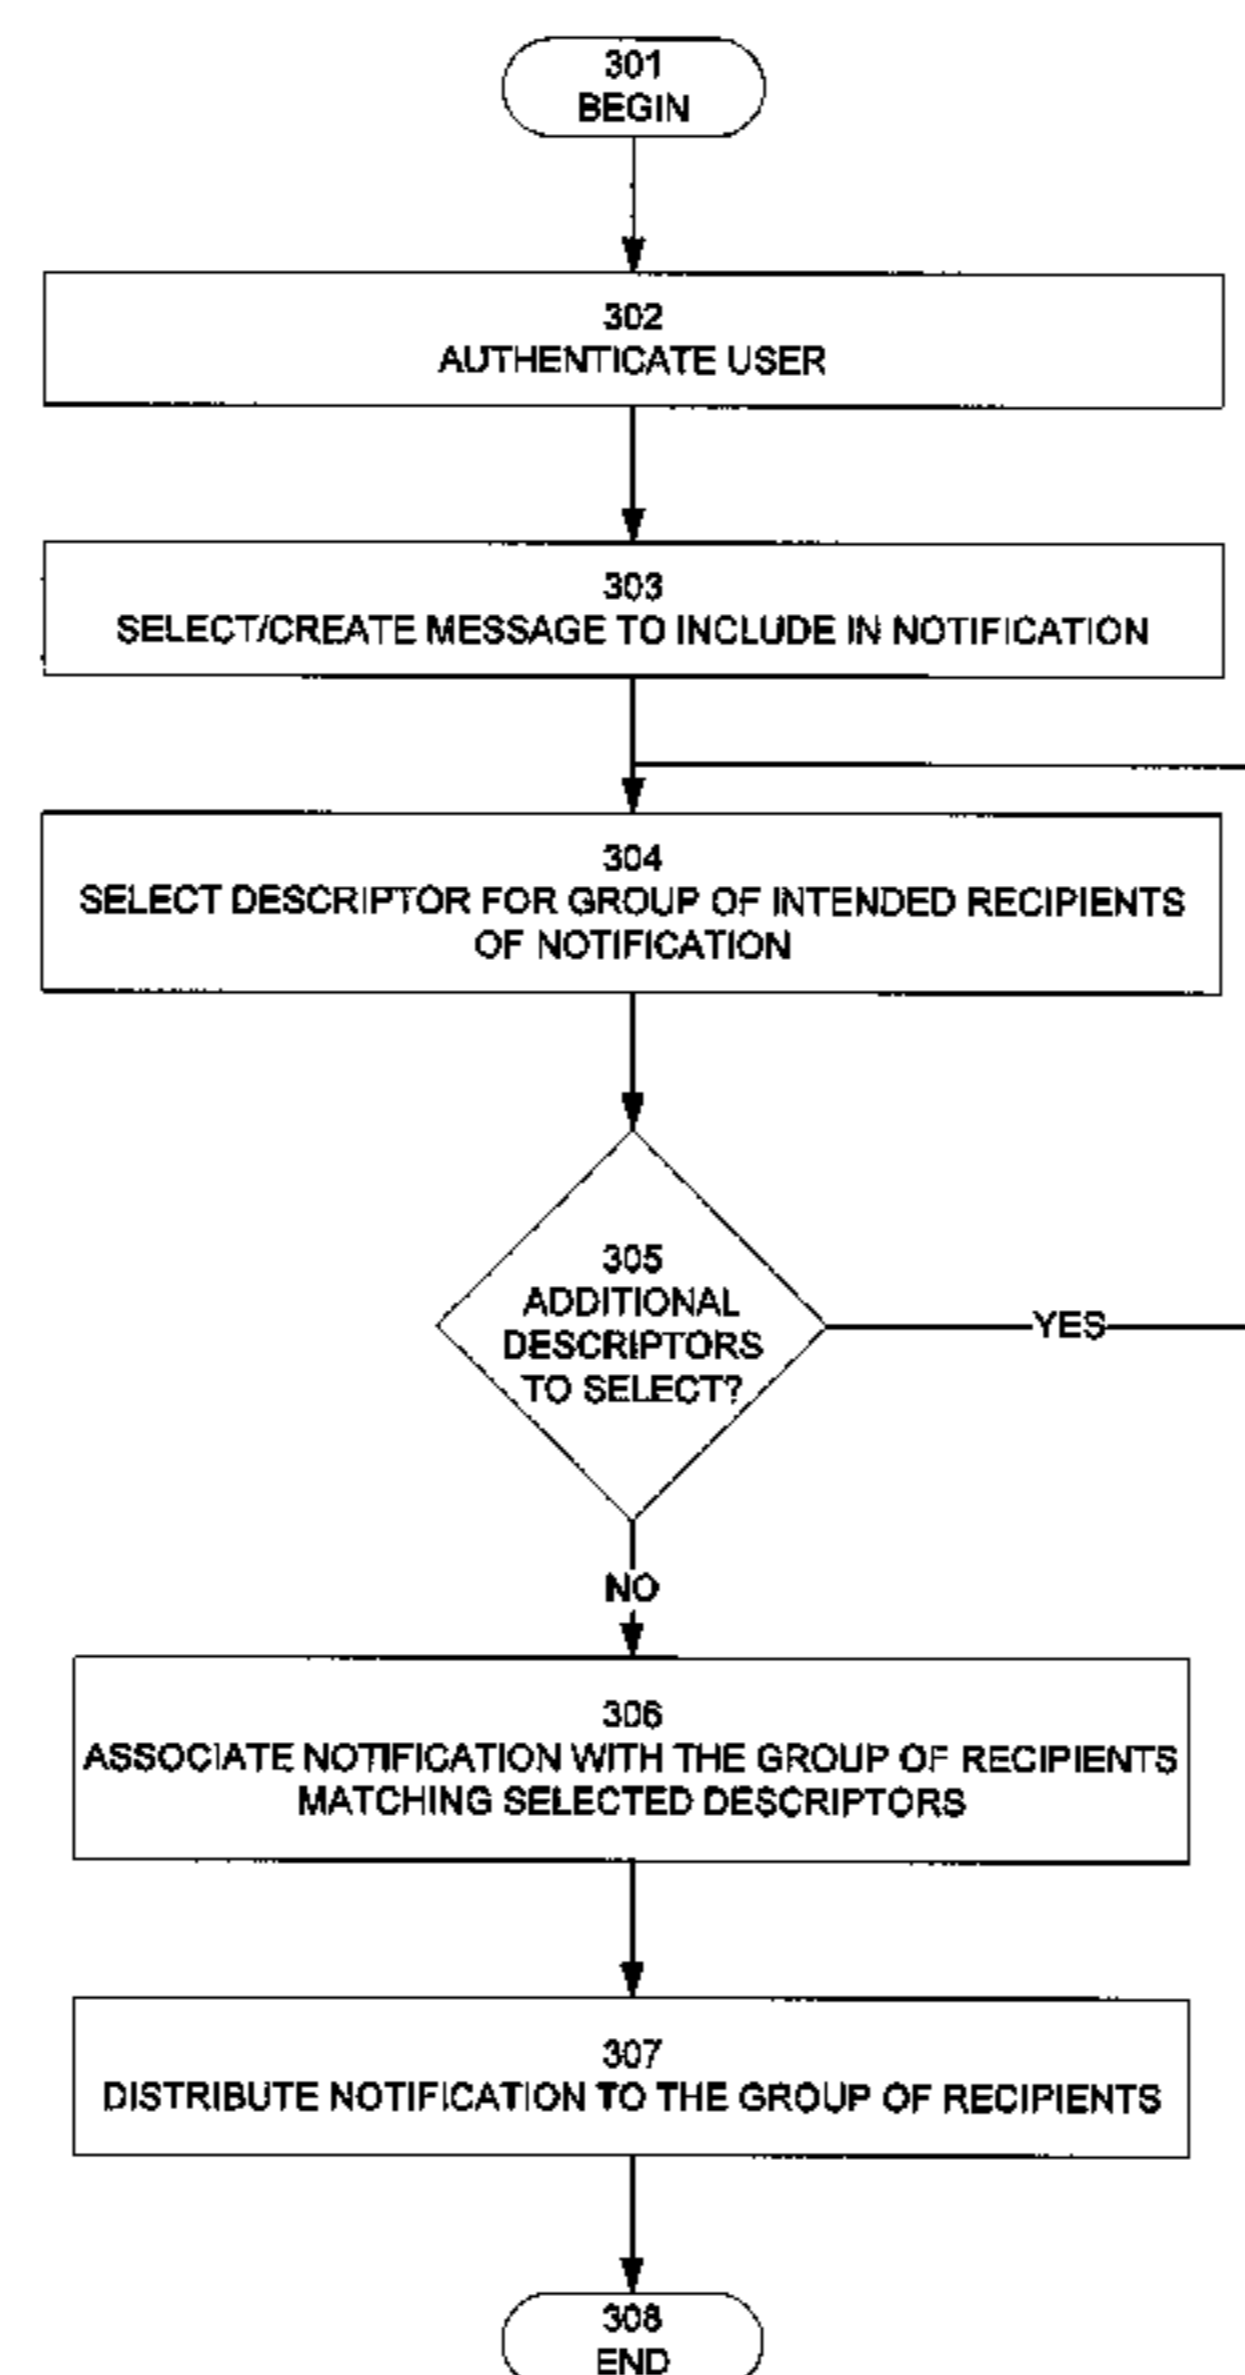 301
BEGIN
302
AUTHENTICATE USER
303
SELECT/CREATE MESSAGE TO INCLUDE IN NOTIFICATION
304
SELECT DESCRIPTOR FOR GROUP OF INTENDED RECIPIENTS
OF NOTIFICATION
305
ADDITIONAL
DESCRIPTORS
TO SELECT?
YES
NO
306
ASSOCIATE NOTIFICATION WITH THE GROUP OF RECIPIENTS
MATCHING SELECTED DESCRIPTORS
307
DISTRIBUTE NOTIFICATION TO THE GROUP OF RECIPIENTS
308
END